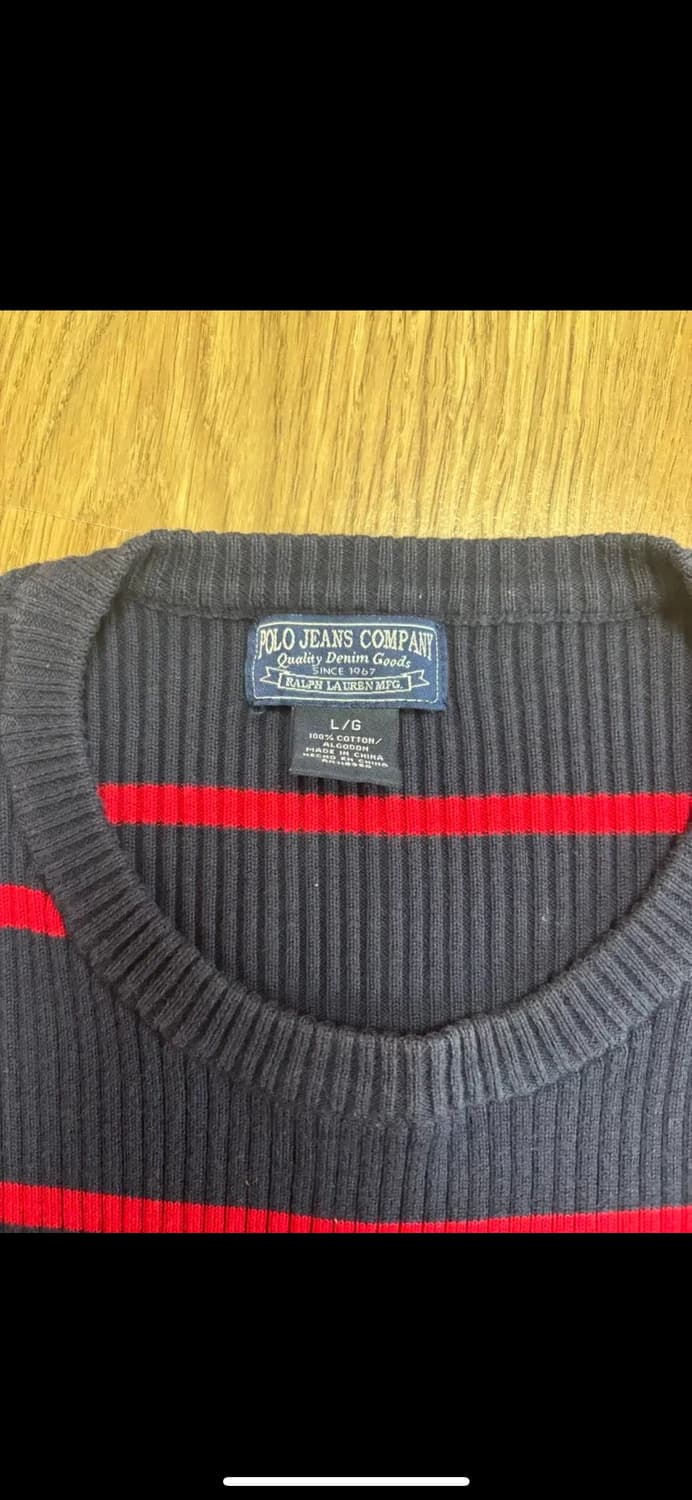 POLO JEANS COMPANY
Quality Denim Goods
SINCE 1967
RALPH LAUREN MFG.
L/G
100% COTTON/
ALGODON
MADE IN CHINA
HECHO EN CHINA